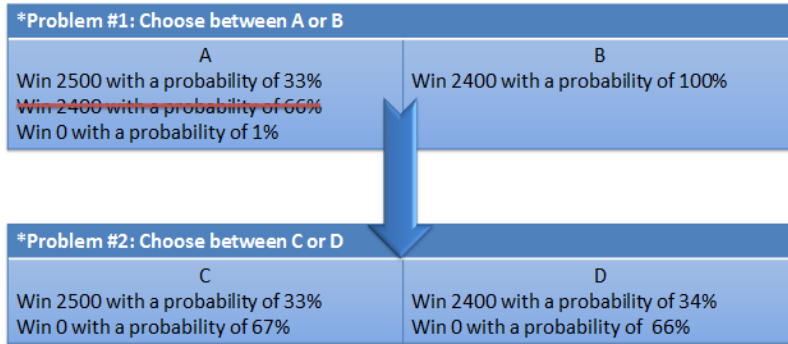 *Problem #1: Choose between A or B
A
Win 2500 with a probability of 33%
Win 2400 with a probability of 66%
Win 0 with a probability of 1%
B
Win 2400 with a probability of 100%
*Problem #2: Choose between C or D
C
Win 2500 with a probability of 33%
Win 0 with a probability of 67%
D
Win 2400 with a probability of 34%
Win 0 with a probability of  66%